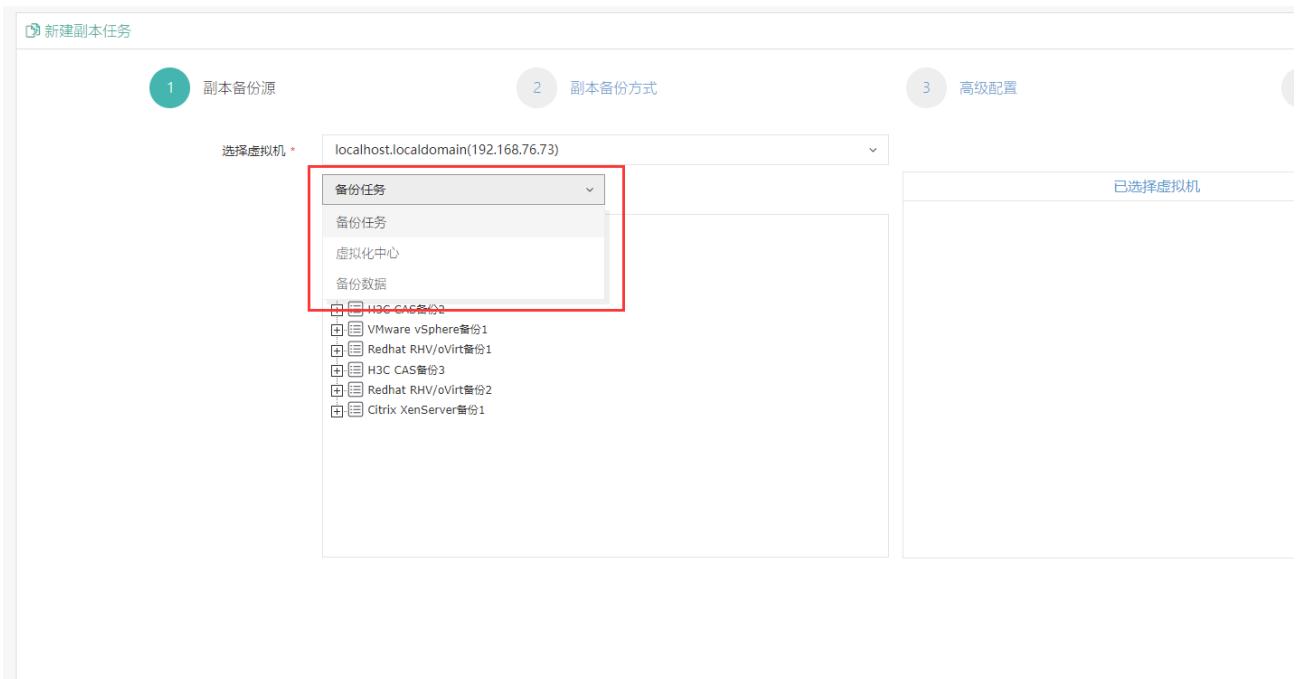 新建副本任务
1 副本备份源 2 副本备份方式 3 高级配置
选择虚拟机 * localhost.localdomain(192.168.76.73)
备份任务 已选择虚拟机
备份任务
虚拟化中心
备份数据
H3C CAS备份2
VMware vSphere备份1
Redhat RHV/oVirt备份1
H3C CAS备份3
Redhat RHV/oVirt备份2
Citrix XenServer备份1